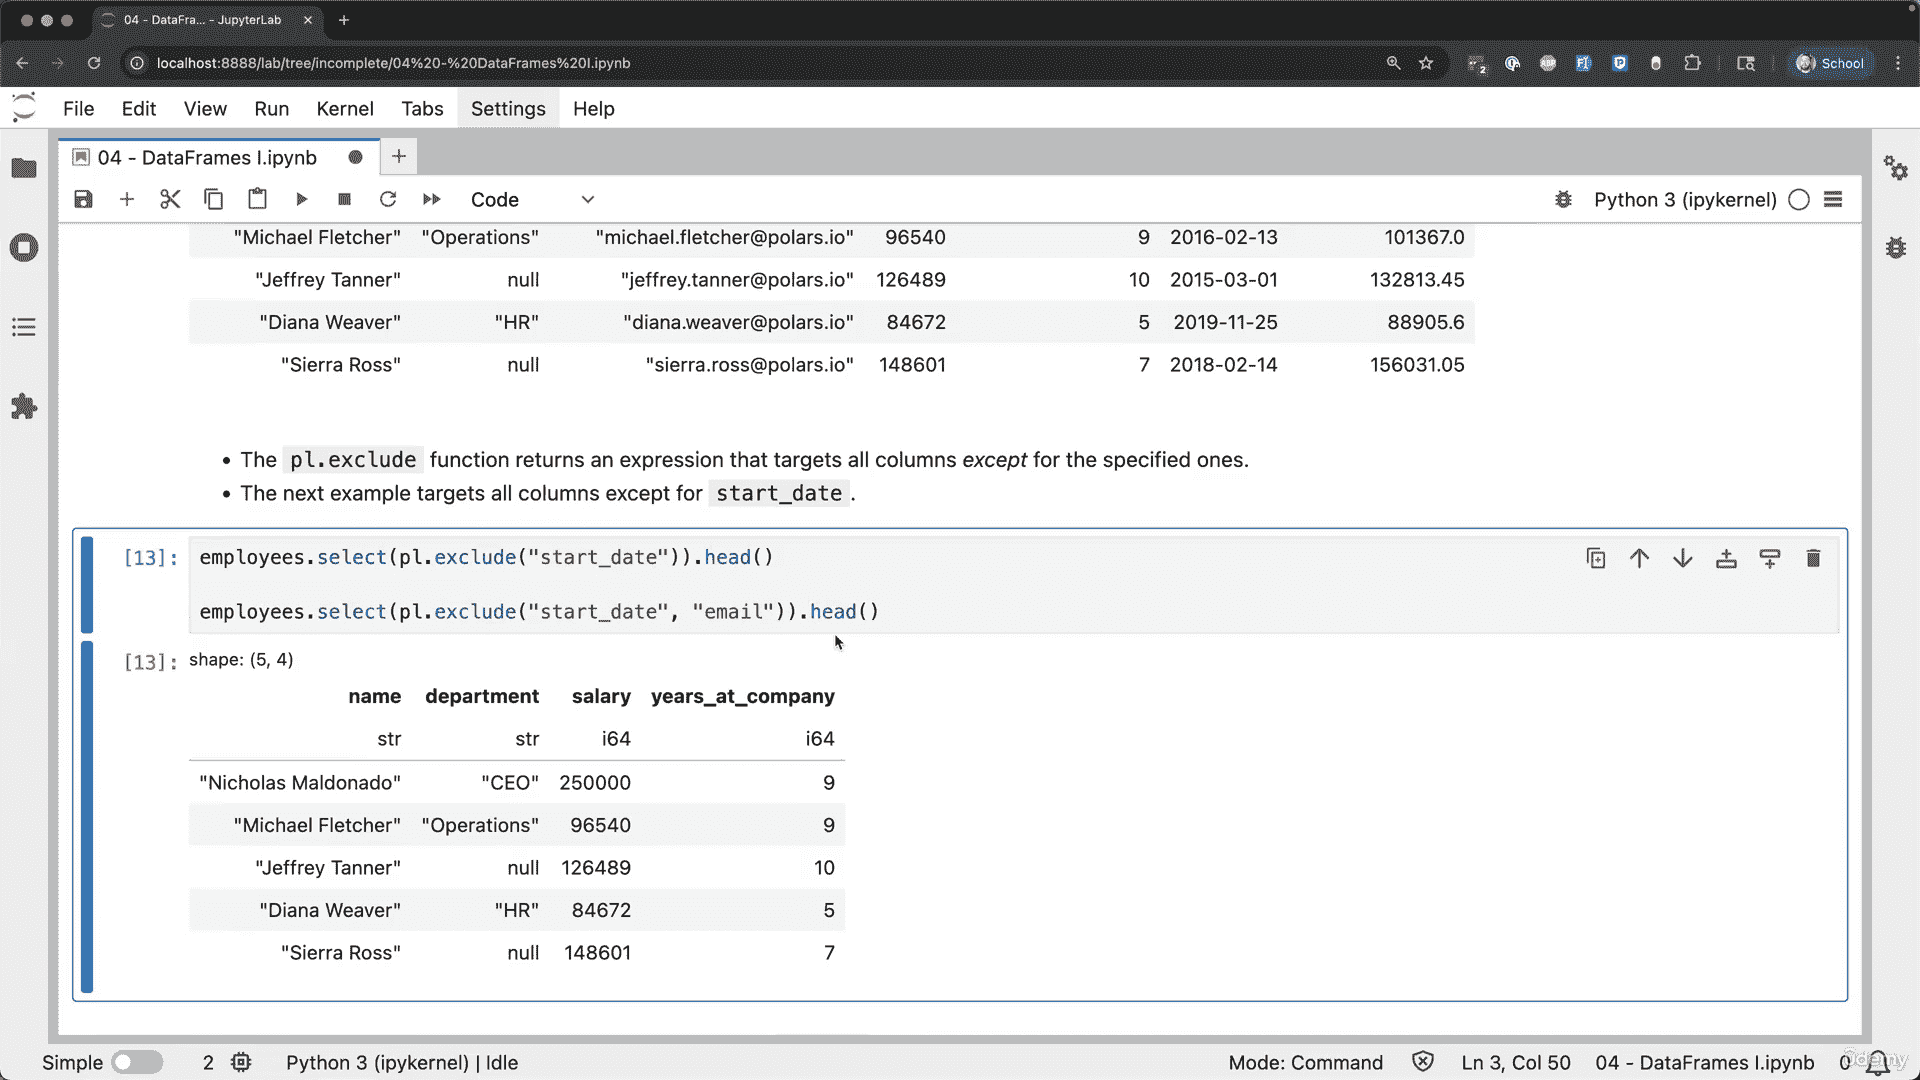 04 - DataFra... - JupyterLab
localhost:8888/lab/tree/incomplete/04%20-%20DataFrames%20I.ipynb
2
School
File Edit View Run Kernel Tabs Settings Help
04 - DataFrames I.ipynb
Code
Python 3 (ipykernel)
"Michael Fletcher" "Operations" "michael.fletcher@polars.io" 96540 9 2016-02-13 101367.0
"Jeffrey Tanner" null "jeffrey.tanner@polars.io" 126489 10 2015-03-01 132813.45
"Diana Weaver" "HR" "diana.weaver@polars.io" 84672 5 2019-11-25 88905.6
"Sierra Ross" null "sierra.ross@polars.io" 148601 7 2018-02-14 156031.05
• The pl.exclude function returns an expression that targets all columns except for the specified ones.
• The next example targets all columns except for start_date.
[13]: employees.select(pl.exclude("start_date")).head()
employees.select(pl.exclude("start_date", "email")).head()
[13]: shape: (5, 4)
name department salary years_at_company
str str i64 i64
"Nicholas Maldonado" "CEO" 250000 9
"Michael Fletcher" "Operations" 96540 9
"Jeffrey Tanner" null 126489 10
"Diana Weaver" "HR" 84672 5
"Sierra Ross" null 148601 7
Simple 2 Python 3 (ipykernel) | Idle Mode: Command Ln 3, Col 50 04 - DataFrames I.ipynb 0